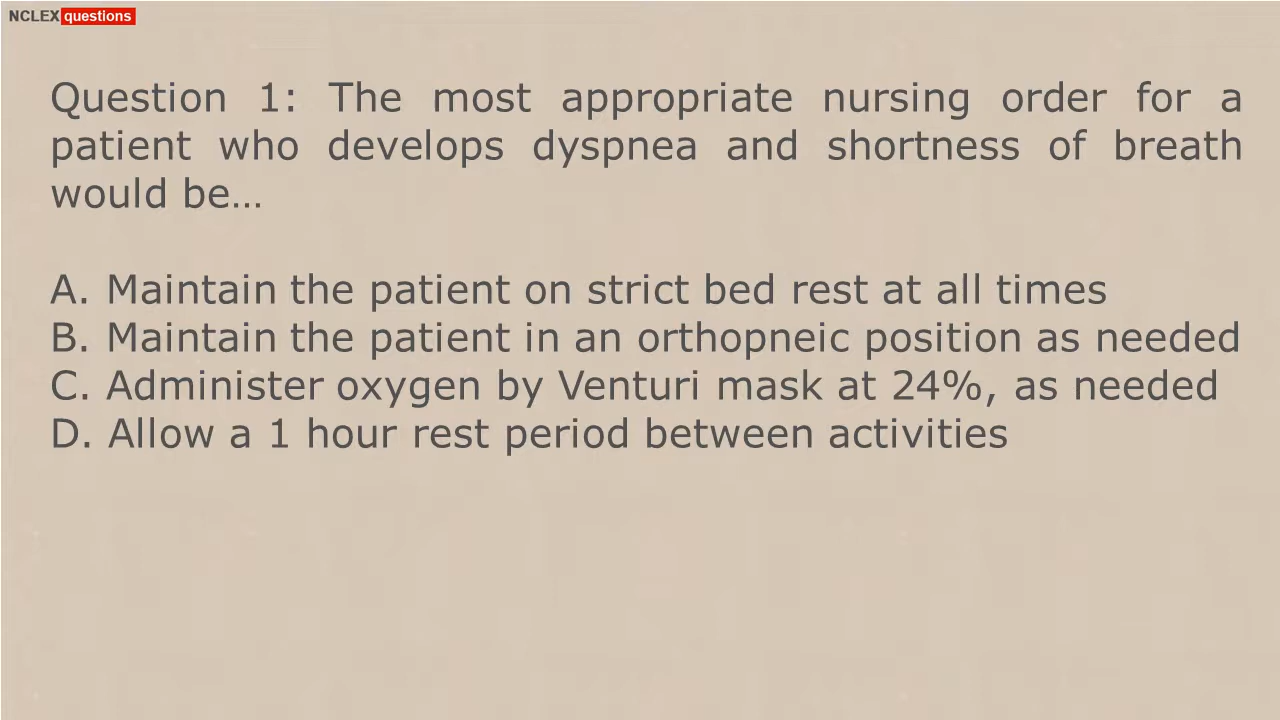 NCLEX questions
Question 1: The most appropriate nursing order for a
patient who develops dyspnea and shortness of breath
would be…
A. Maintain the patient on strict bed rest at all times
B. Maintain the patient in an orthopneic position as needed
C. Administer oxygen by Venturi mask at 24%, as needed
D. Allow a 1 hour rest period between activities